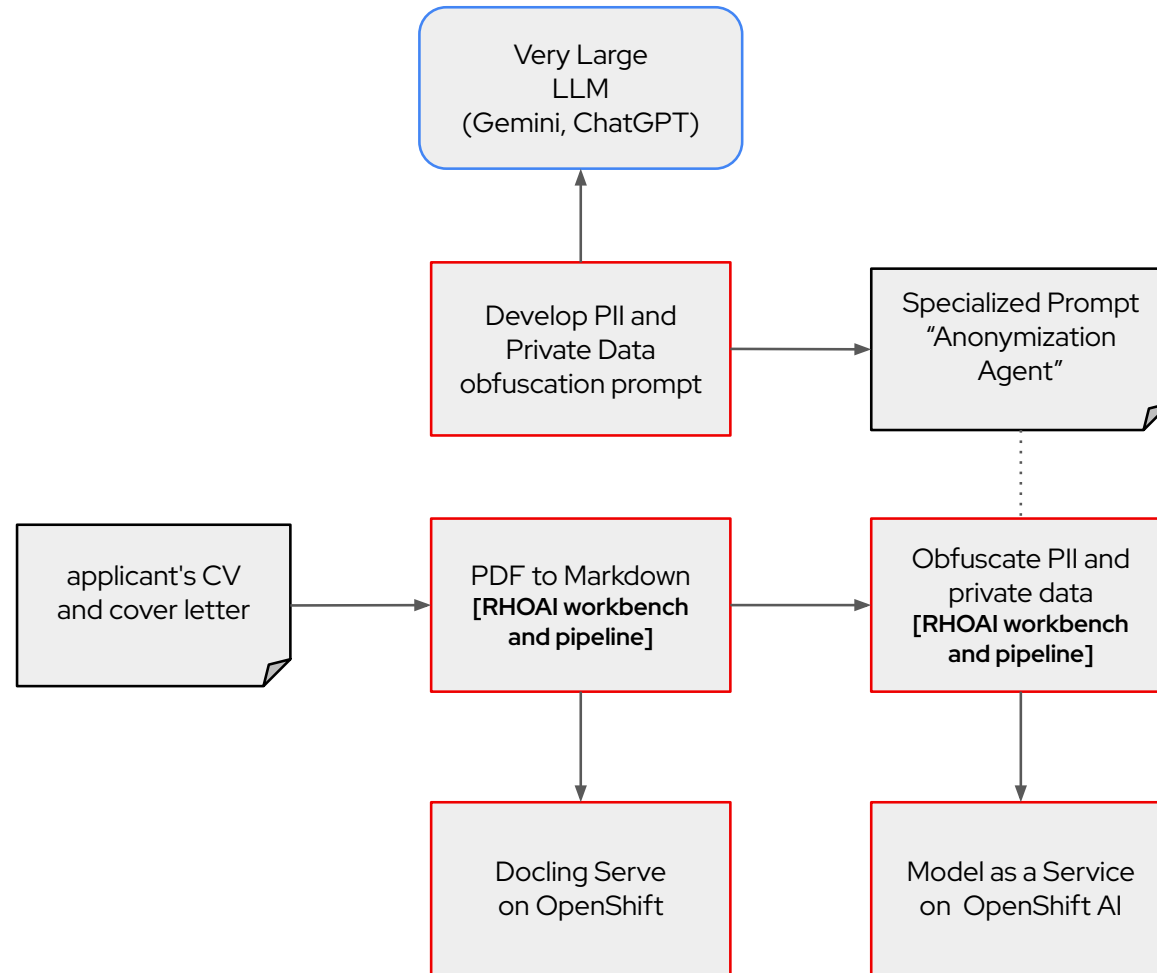 Very Large
LLM
(Gemini, ChatGPT)
Develop PII and
Private Data
obfuscation prompt
Specialized Prompt
“Anonymization
Agent”
applicant's CV
and cover letter
PDF to Markdown
[RHOAI workbench
and pipeline]
Obfuscate PII and
private data
[RHOAI workbench
and pipeline]
Docling Serve
on OpenShift
Model as a Service
on OpenShift AI